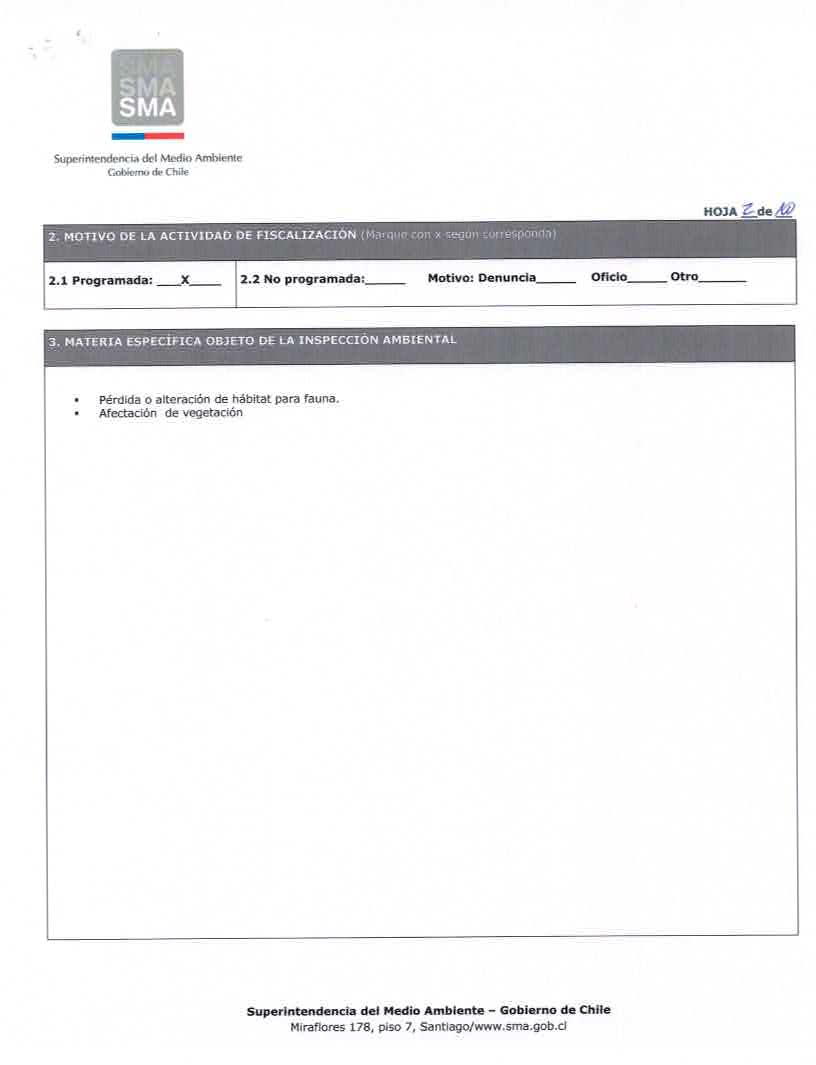 SMA
SMA
SMA
Superintendencia del Medio Ambiente
Gobierno de Chile
HOJA 2 de 10
2. MOTIVO DE LA ACTIVIDAD DE FISCALIZACIÓN (Marque con x según corresponda)
2.1 Programada: ___X____ 2.2 No programada:______ Motivo: Denuncia______ Oficio______ Otro_______
3. MATERIA ESPECÍFICA OBJETO DE LA INSPECCIÓN AMBIENTAL
• Pérdida o alteración de hábitat para fauna.
• Afectación de vegetación
Superintendencia del Medio Ambiente – Gobierno de Chile
Miraflores 178, piso 7, Santiago/www.sma.gob.cl